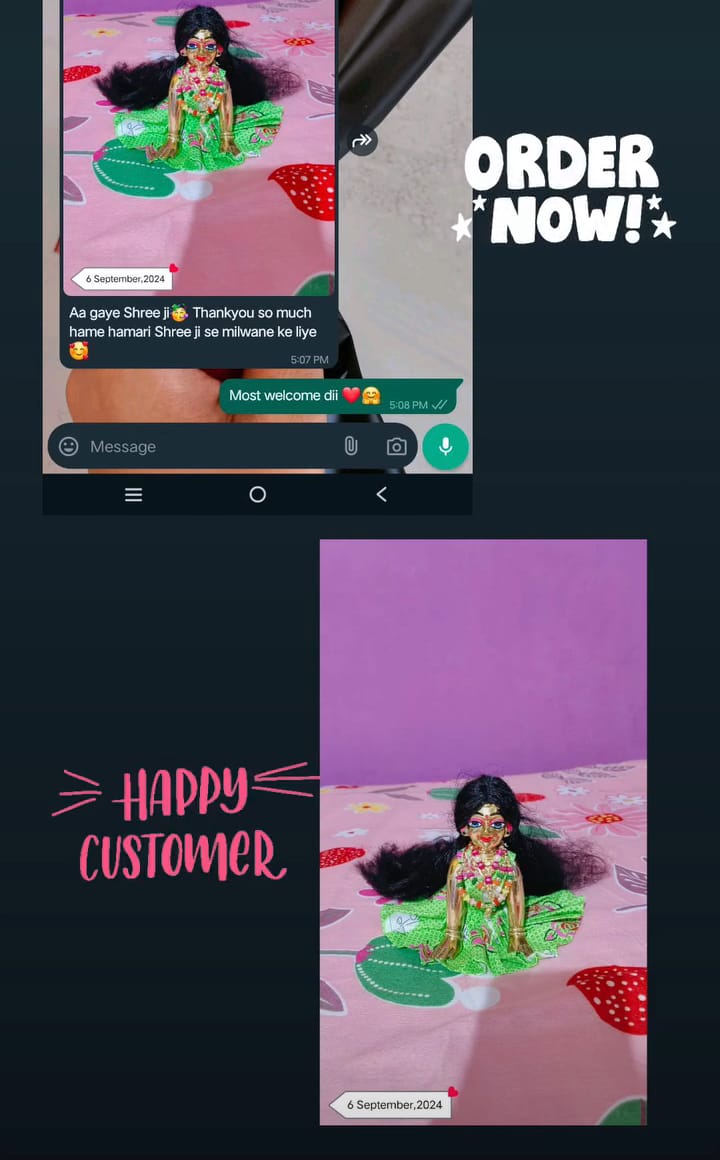 ORDER
NOW!
6 September,2024
Aa gaye Shree ji🥳 Thankyou so much
hame hamari Shree ji se milwane ke liye
🥰
5:07 PM
Most welcome dii ❤️🤗
5:08 PM
Message
HAPPY
CUSTOMER
6 September,2024